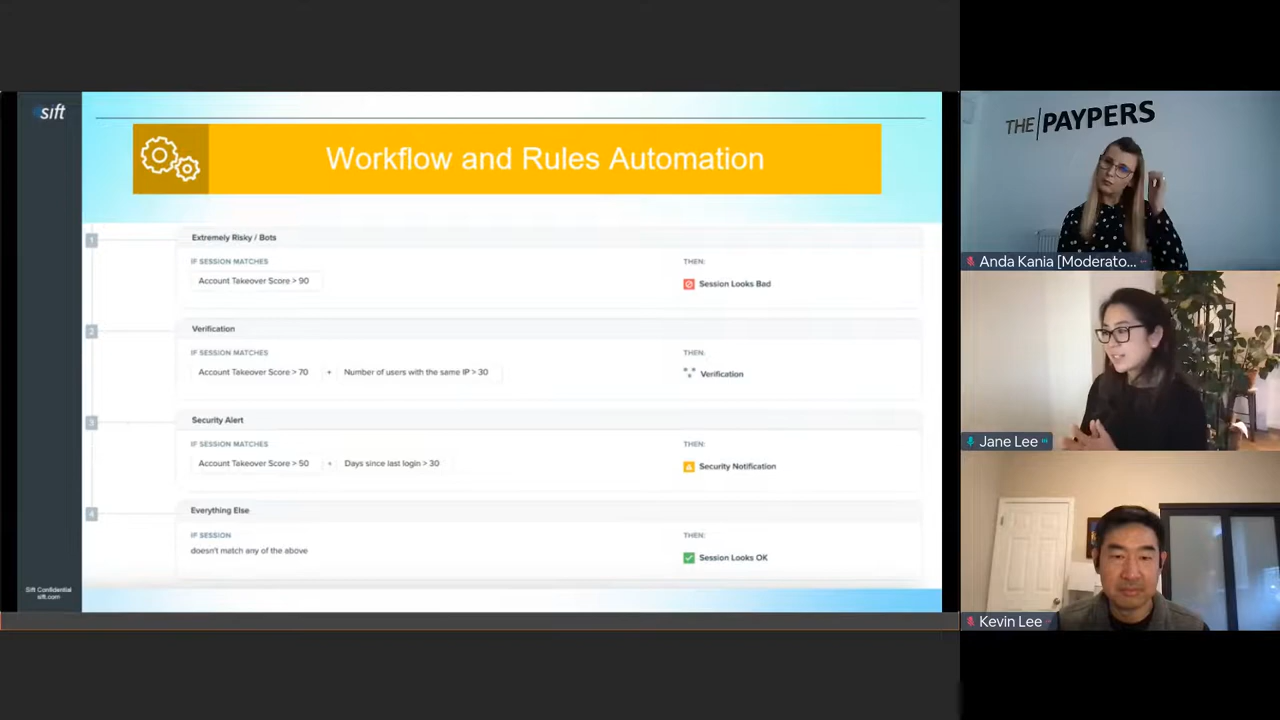 sift
Workflow and Rules Automation
1
Extremely Risky / Bots
IF SESSION MATCHES
THEN:
Account Takeover Score > 90
Session Looks Bad
2
Verification
IF SESSION MATCHES
THEN:
Account Takeover Score > 70 + Number of users with the same IP > 30
Verification
3
Security Alert
IF SESSION MATCHES
THEN:
Account Takeover Score > 50 + Days since last login > 30
Security Notification
4
Everything Else
IF SESSION
THEN:
doesn't match any of the above
Session Looks OK
Sift Confidential
sift.com
THE PAYPERS
Anda Kania [Moderato...
Jane Lee
Kevin Lee